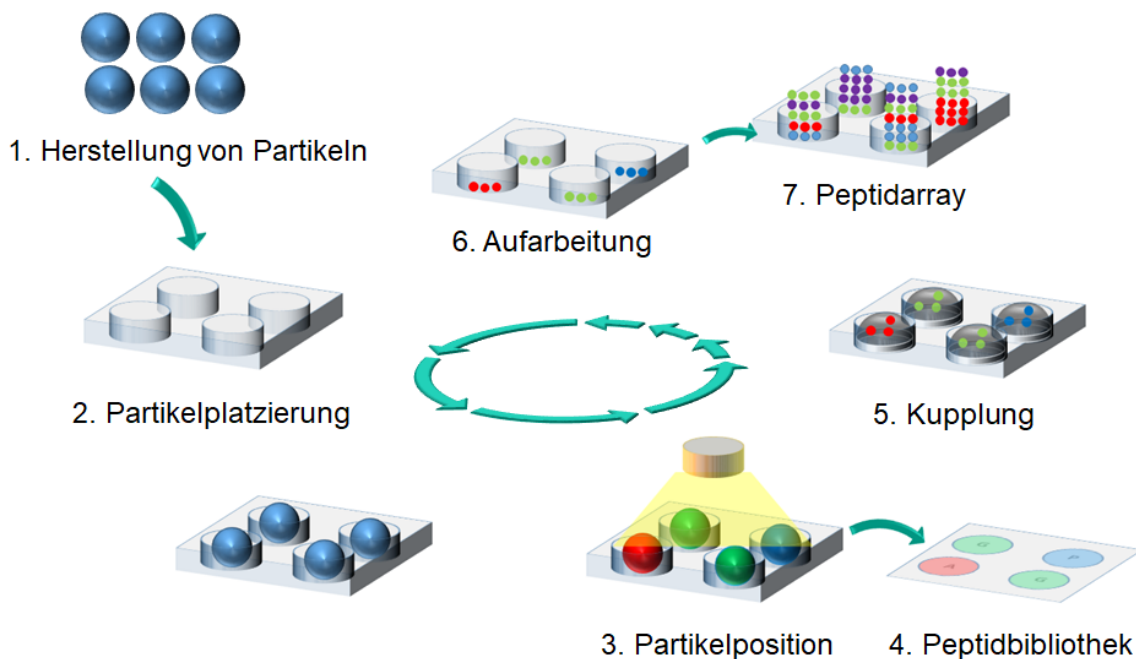 1. Herstellung von Partikeln
2. Partikelplatzierung
3. Partikelposition
4. Peptidbibliothek
G
P
A
G
5. Kupplung
6. Aufarbeitung
7. Peptidarray